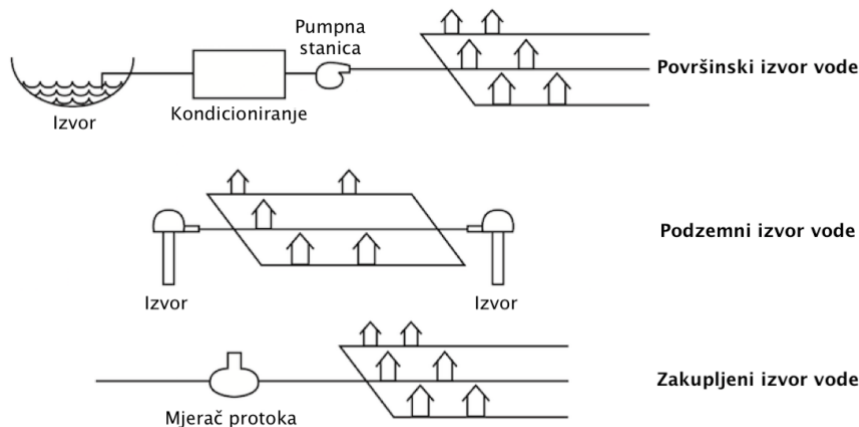 Pumpna
stanica
Površinski izvor vode
Izvor
Kondicioniranje
Podzemni izvor vode
Izvor
Izvor
Zakupljeni izvor vode
Mjerač protoka